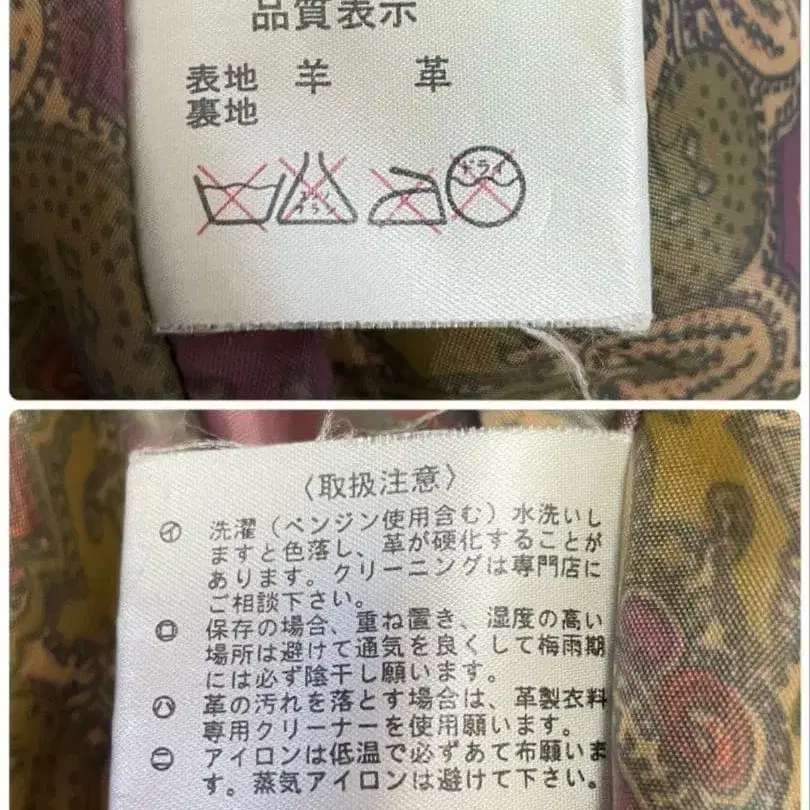 品質表示
表地 羊 革
裏地
ドライ
〈取扱注意〉
㋑ 洗濯（ベンジン使用含む）水洗いし
ますと色落し、革が硬化することが
あります。クリーニングは専門店に
ご相談下さい。
㋺ 保存の場合、重ね置き、湿度の高い
場所は避けて通気を良くして梅雨期
には必ず陰干し願います。
㋩ 革の汚れを落とす場合は、革製衣料
専用クリーナーを使用願います。
㋥ アイロンは低温で必ずあて布願いま
す。蒸気アイロンは避けて下さい。